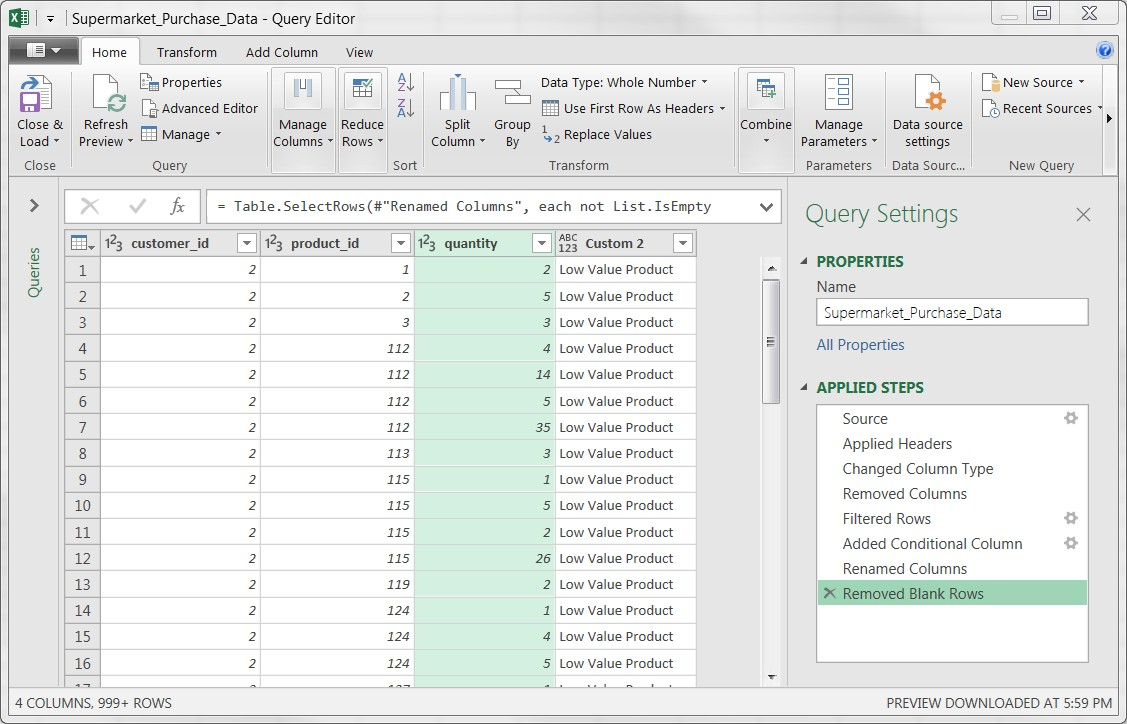 Supermarket_Purchase_Data - Query Editor
Home Transform Add Column View
Close & Load
Refresh Preview
Properties
Advanced Editor
Manage
Manage Columns
Reduce Rows
Split Column
Group By
Data Type: Whole Number
Use First Row As Headers
Replace Values
Combine
Manage Parameters
Data source settings
New Source
Recent Sources
Close Query Sort Transform Parameters Data Sourc... New Query
Queries
fx = Table.SelectRows(#"Renamed Columns", each not List.IsEmpty
123 customer_id 123 product_id 123 quantity ABC 123 Custom 2
1 2 1 2 Low Value Product
2 2 2 5 Low Value Product
3 2 3 3 Low Value Product
4 2 112 4 Low Value Product
5 2 112 14 Low Value Product
6 2 112 5 Low Value Product
7 2 112 35 Low Value Product
8 2 113 3 Low Value Product
9 2 115 1 Low Value Product
10 2 115 5 Low Value Product
11 2 115 2 Low Value Product
12 2 115 26 Low Value Product
13 2 119 2 Low Value Product
14 2 124 1 Low Value Product
15 2 124 4 Low Value Product
16 2 124 5 Low Value Product
Query Settings
PROPERTIES
Name
Supermarket_Purchase_Data
All Properties
APPLIED STEPS
Source
Applied Headers
Changed Column Type
Removed Columns
Filtered Rows
Added Conditional Column
Renamed Columns
Removed Blank Rows
4 COLUMNS, 999+ ROWS
PREVIEW DOWNLOADED AT 5:59 PM